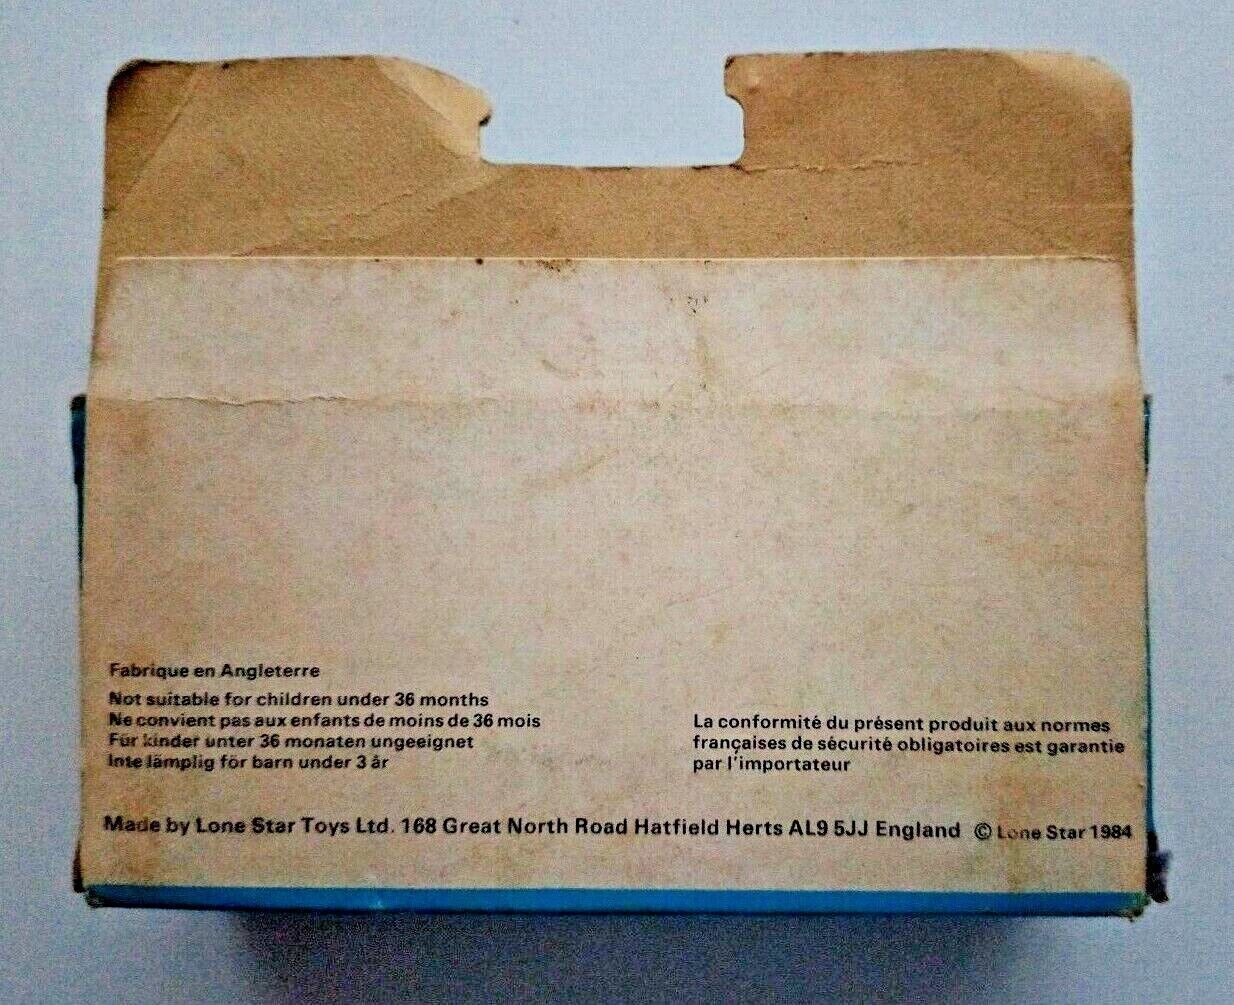 Fabrique en Angleterre
Not suitable for children under 36 months
Ne convient pas aux enfants de moins de 36 mois
Für kinder unter 36 monaten ungeeignet
Inte lämplig för barn under 3 år
La conformité du présent produit aux normes
françaises de sécurité obligatoires est garantie
par l'importateur
Made by Lone Star Toys Ltd. 168 Great North Road Hatfield Herts AL9 5JJ England © Lone Star 1984